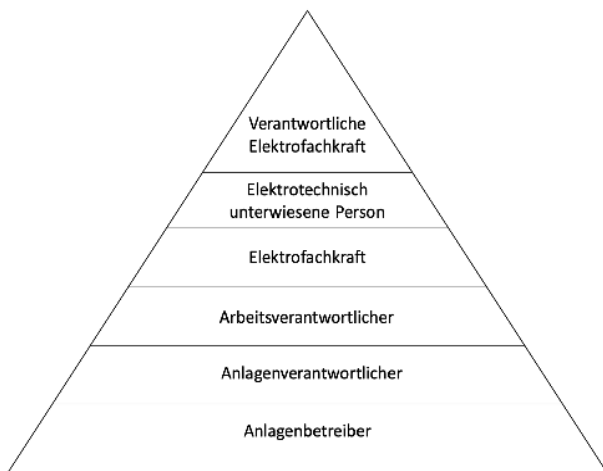 Verantwortliche
Elektrofachkraft
Elektrotechnisch
unterwiesene Person
Elektrofachkraft
Arbeitsverantwortlicher
Anlagenverantwortlicher
Anlagenbetreiber